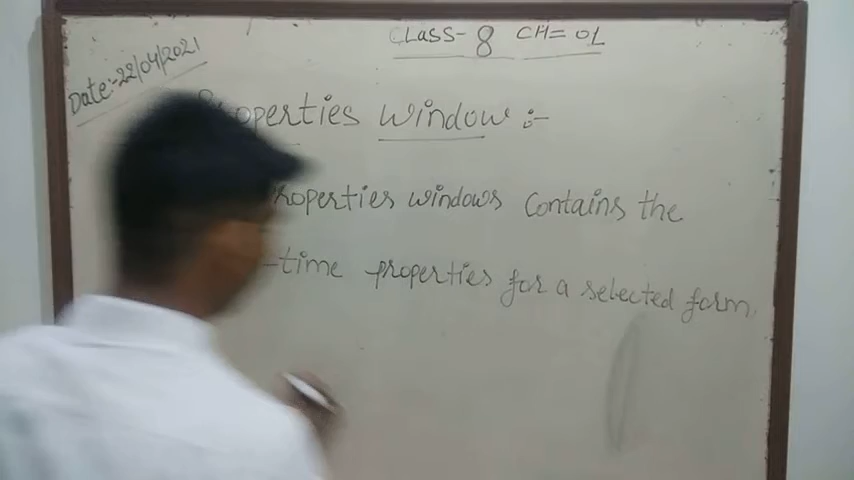 CLASS- 8 CH= 01
Date:-22/04/2021
Properties window :-
properties windows contains the
-time properties for a selected form.